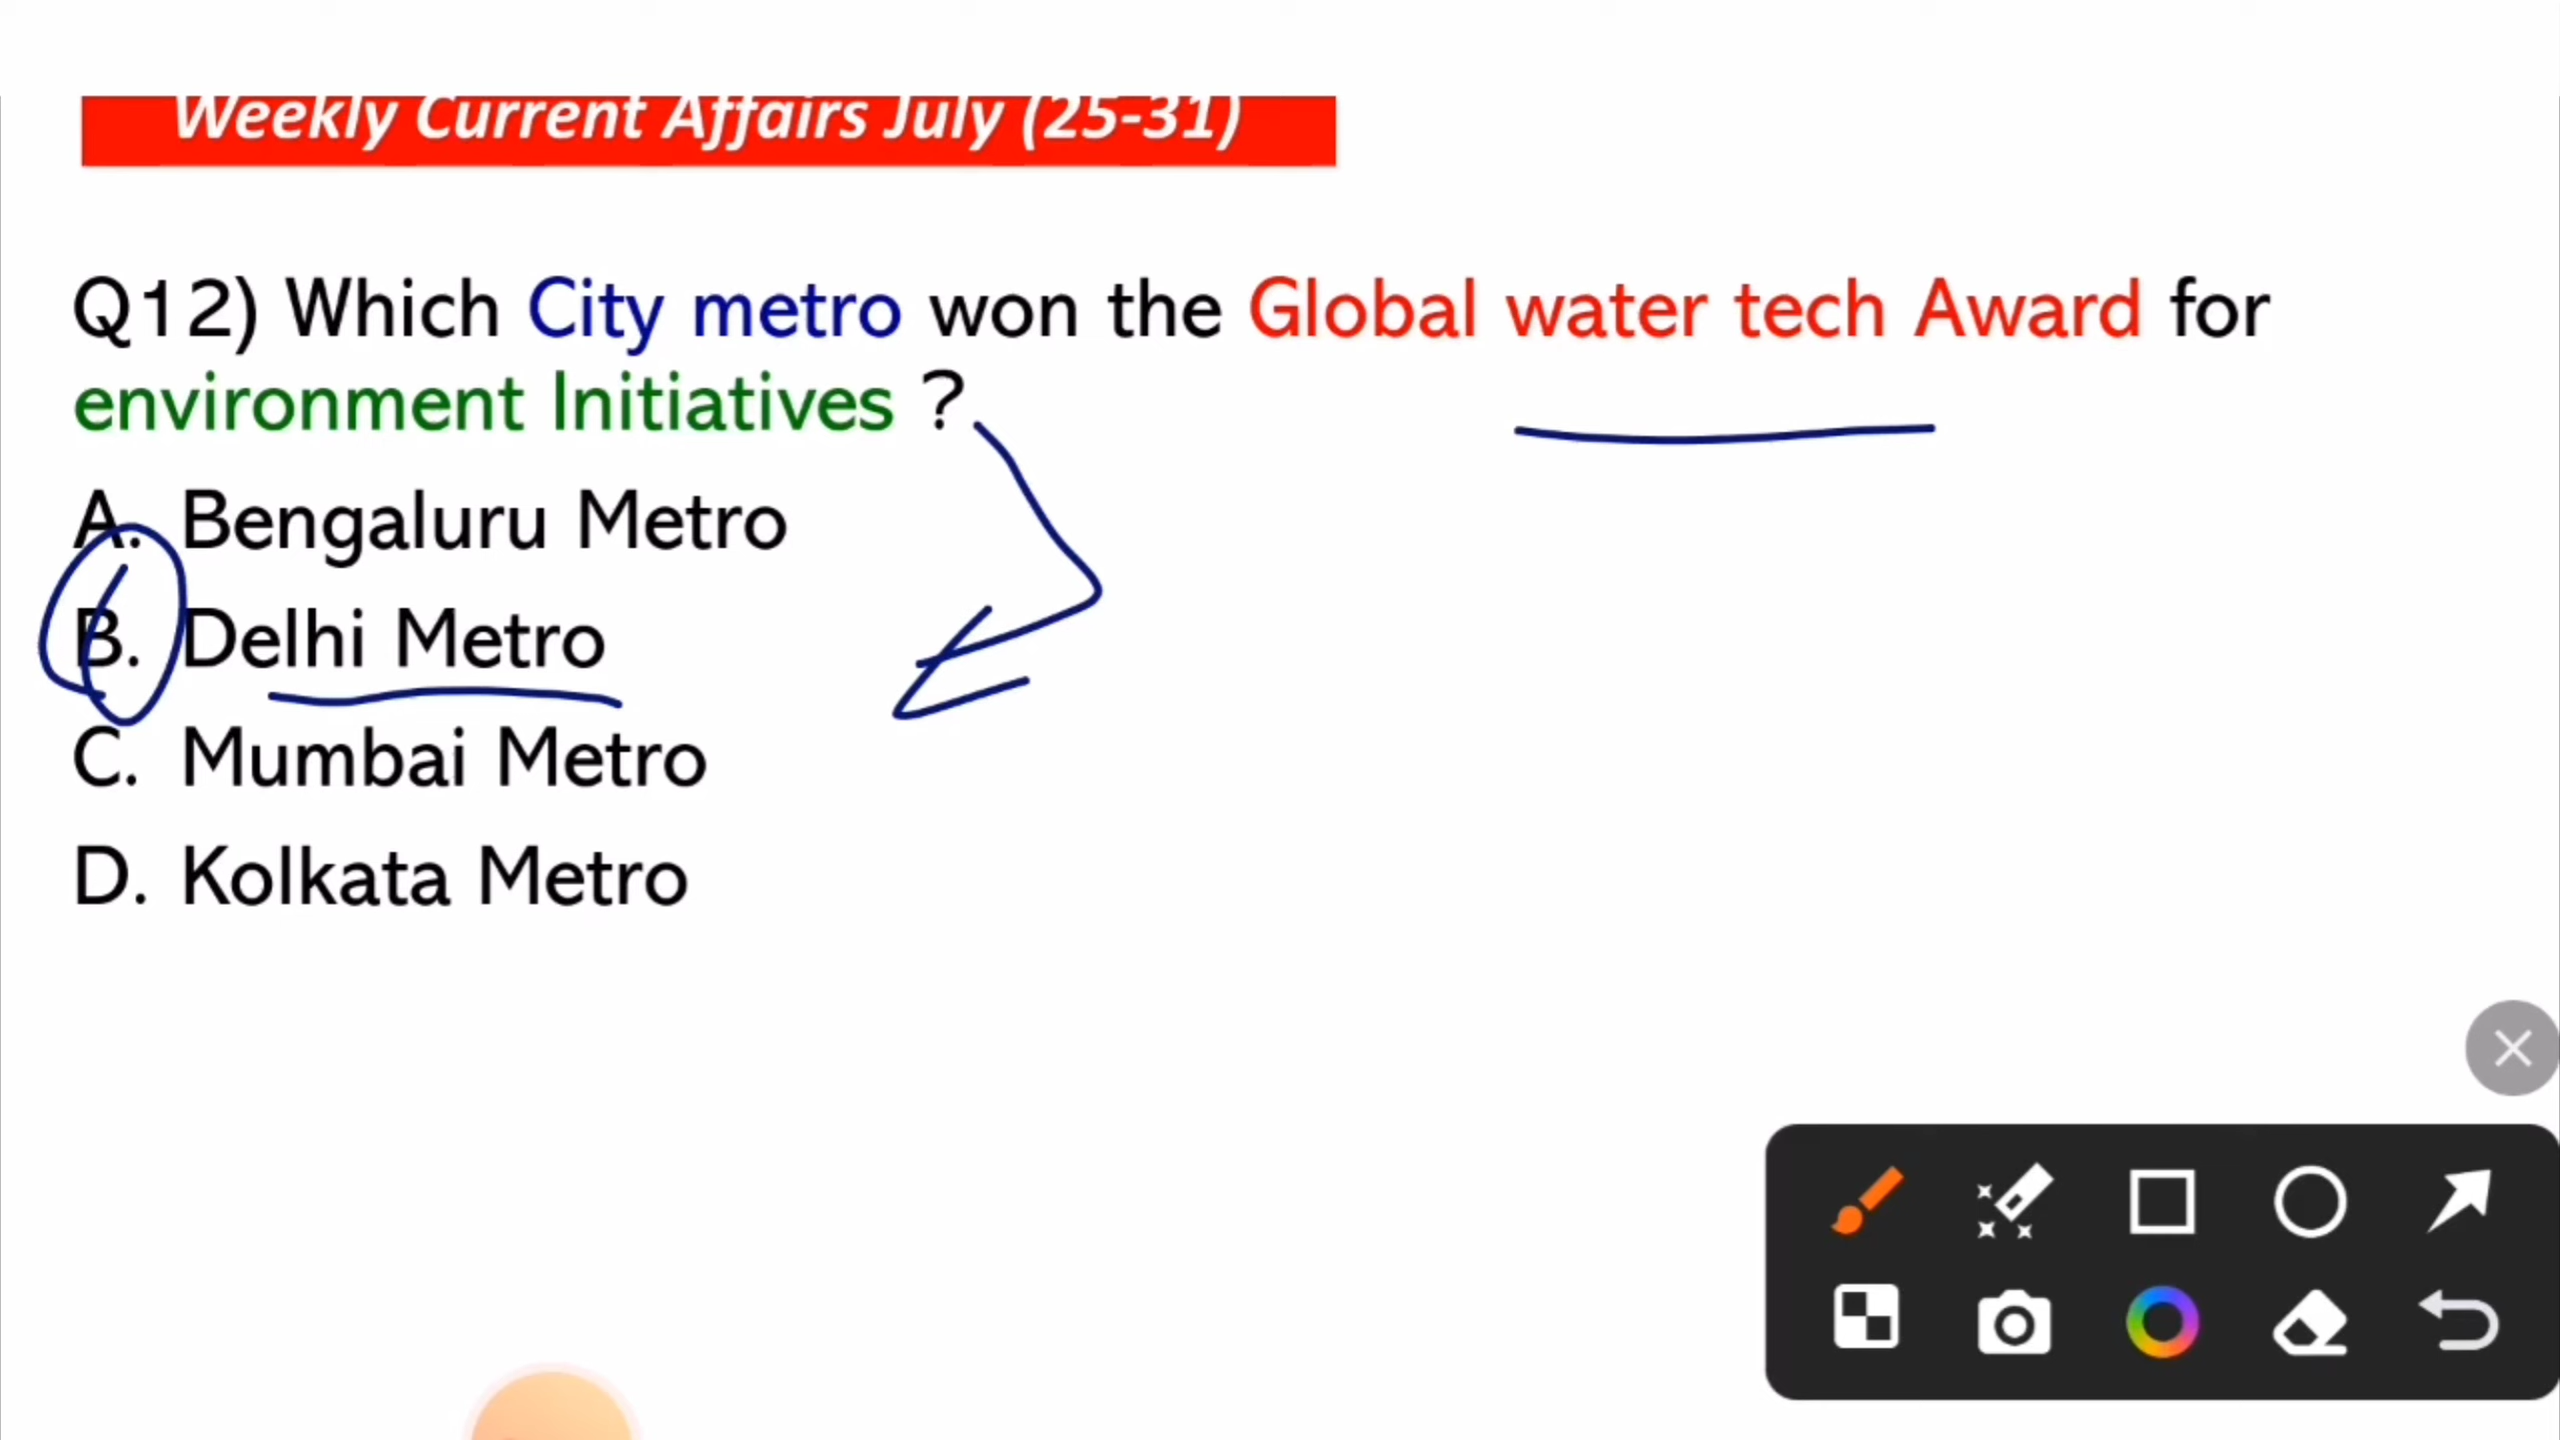 Weekly Current Affairs July (25-31)
Q12) Which City metro won the Global water tech Award for
environment Initiatives ?
A. Bengaluru Metro
B. Delhi Metro
C. Mumbai Metro
D. Kolkata Metro